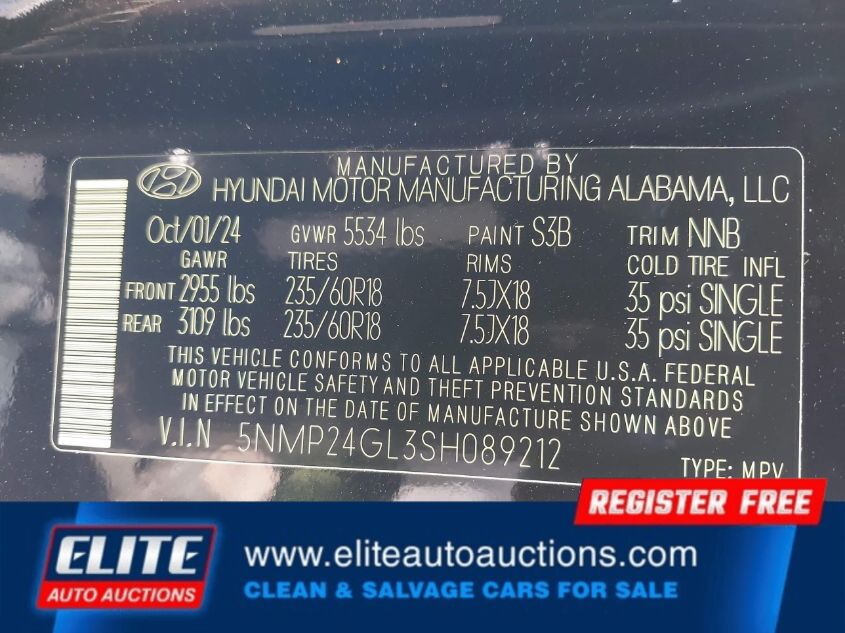 MANUFACTURED BY
HYUNDAI MOTOR MANUFACTURING ALABAMA, LLC
Oct/01/24 GVWR 5534 lbs PAINT S3B TRIM NNB
GAWR TIRES RIMS COLD TIRE INFL
FRONT 2955 lbs 235/60R18 7.5JX18 35 psi SINGLE
REAR 3109 lbs 235/60R18 7.5JX18 35 psi SINGLE
THIS VEHICLE CONFORMS TO ALL APPLICABLE U.S.A. FEDERAL
MOTOR VEHICLE SAFETY AND THEFT PREVENTION STANDARDS
IN EFFECT ON THE DATE OF MANUFACTURE SHOWN ABOVE
V.I.N 5NMP24GL3SH089212
TYPE: MPV
REGISTER FREE
ELITE
AUTO AUCTIONS
www.eliteautoauctions.com
CLEAN & SALVAGE CARS FOR SALE